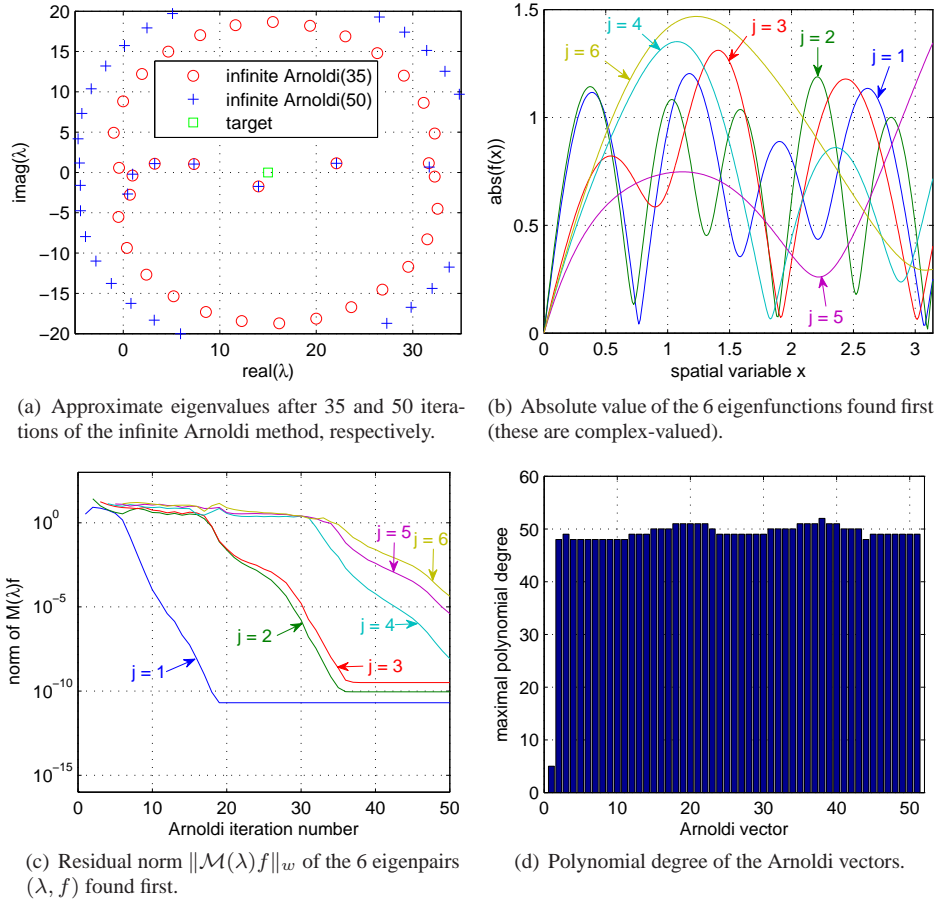 20
15
10
5
0
−5
−10
−15
−20
imag(λ)
infinite Arnoldi(35)
infinite Arnoldi(50)
target
0
10
20
30
real(λ)
(a) Approximate eigenvalues after 35 and 50 itera-
tions of the infinite Arnoldi method, respectively.
1.5
1
0.5
0
abs(f(x))
j = 6
j = 4
j = 3
j = 2
j = 1
j = 5
0
0.5
1
1.5
2
2.5
3
spatial variable x
(b) Absolute value of the 6 eigenfunctions found first
(these are complex-valued).
10^0
10^−5
10^−10
10^−15
norm of M(λ)f
j = 1
j = 2
j = 3
j = 4
j = 5
j = 6
0
10
20
30
40
50
Arnoldi iteration number
(c) Residual norm ‖M(λ)f‖_w of the 6 eigenpairs
(λ, f) found first.
60
50
40
30
20
10
0
maximal polynomial degree
0
10
20
30
40
50
Arnoldi vector
(d) Polynomial degree of the Arnoldi vectors.